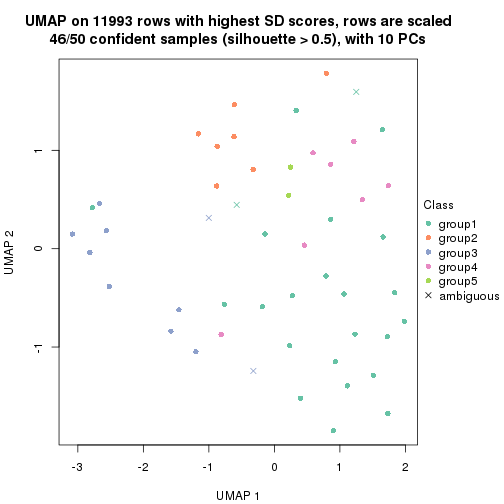 UMAP on 11993 rows with highest SD scores, rows are scaled
46/50 confident samples (silhouette > 0.5), with 10 PCs
UMAP 2
1
0
-1
-3
-2
-1
0
1
2
UMAP 1
Class
group1
group2
group3
group4
group5
ambiguous